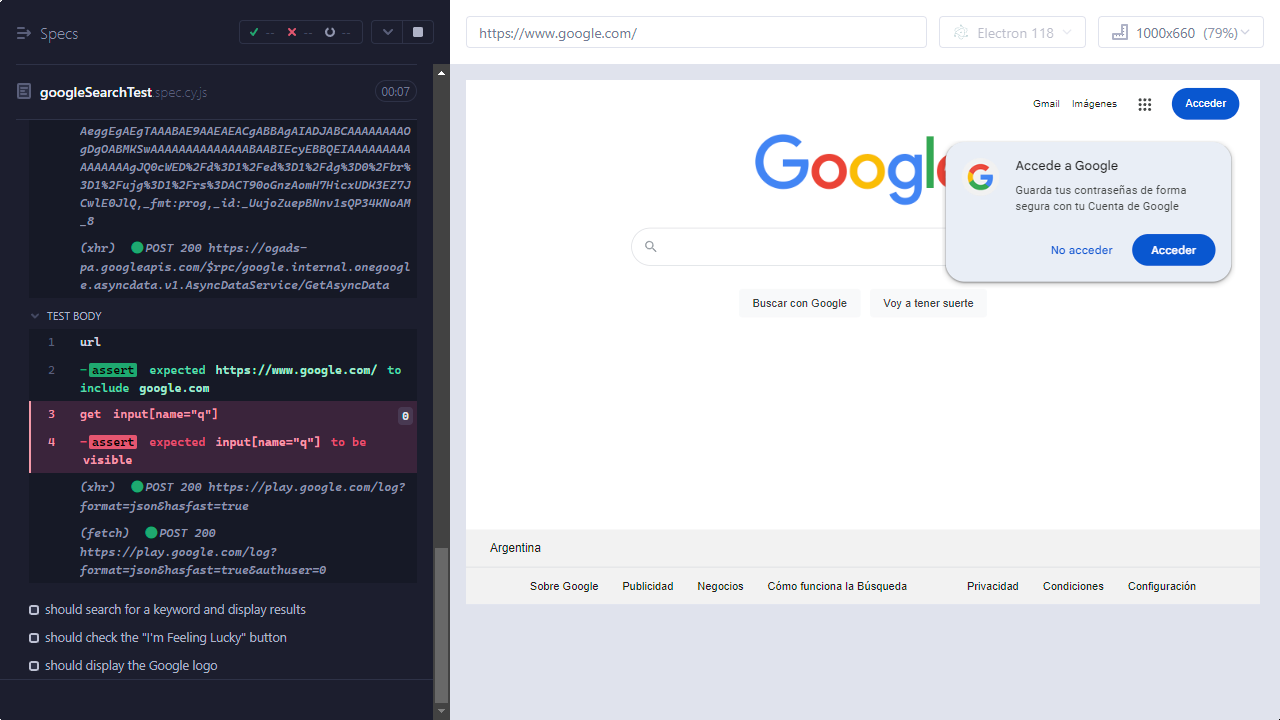 Specs
-- -- --
googleSearchTest.spec.cy.js
00:07
AeggEgAEgTAAABAE9AAEAEACgABBAgAIADJABCAAAAAAAAO
gDgOABMKSwAAAAAAAAAAAAAABAABIEcyEBBQEIAAAAAAAAA
AAAAAAAgJQ0cWED%2Fd%3D1%2Fed%3D1%2Fdg%3D0%2Fbr%
3D1%2Fujg%3D1%2Frs%3DACT90oGnzAomH7HicxUDK3EZ7J
CwlE0JlQ,_fmt:prog,_id:_UujoZuepBNnv1sQP34KNoAM
_8
(xhr) POST 200 https://ogads-
pa.googleapis.com/$rpc/google.internal.onegoogl
e.asyncdata.v1.AsyncDataService/GetAsyncData
TEST BODY
1 url
2 -assert expected https://www.google.com/ to
include google.com
3 get input[name="q"] 0
4 -assert expected input[name="q"] to be
visible
(xhr) POST 200 https://play.google.com/log?
format=json&hasfast=true
(fetch) POST 200
https://play.google.com/log?
format=json&hasfast=true&authuser=0
should search for a keyword and display results
should check the "I'm Feeling Lucky" button
should display the Google logo
https://www.google.com/
Electron 118
1000x660 (79%)
Gmail Imágenes
Acceder
Google
Accede a Google
Guarda tus contraseñas de forma
segura con tu Cuenta de Google
No acceder Acceder
Buscar con Google Voy a tener suerte
Argentina
Sobre Google Publicidad Negocios Cómo funciona la Búsqueda Privacidad Condiciones Configuración